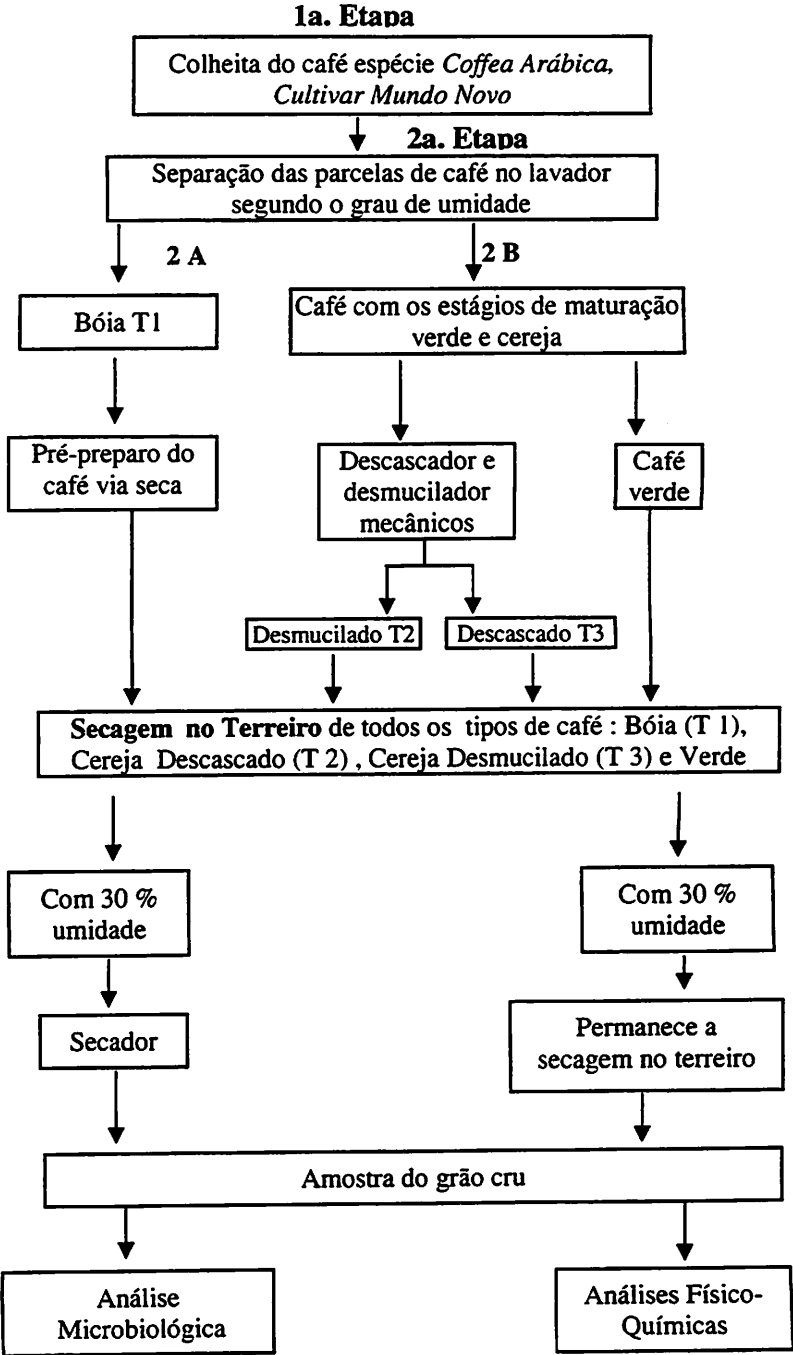 1a. Etapa
Colheita do café espécie Coffea Arábica,
Cultivar Mundo Novo
2a. Etapa
Separação das parcelas de café no lavador
segundo o grau de umidade
2 A
2 B
Bóia T1
Café com os estágios de maturação
verde e cereja
Pré-preparo do
café via seca
Descascador e
desmucilador
mecânicos
Café
verde
Desmucilado T2
Descascado T3
Secagem no Terreiro de todos os tipos de café : Bóia (T 1),
Cereja Descascado (T 2) , Cereja Desmucilado (T 3) e Verde
Com 30 %
umidade
Com 30 %
umidade
Secador
Permanece a
secagem no terreiro
Amostra do grão cru
Análise
Microbiológica
Análises Físico-
Químicas